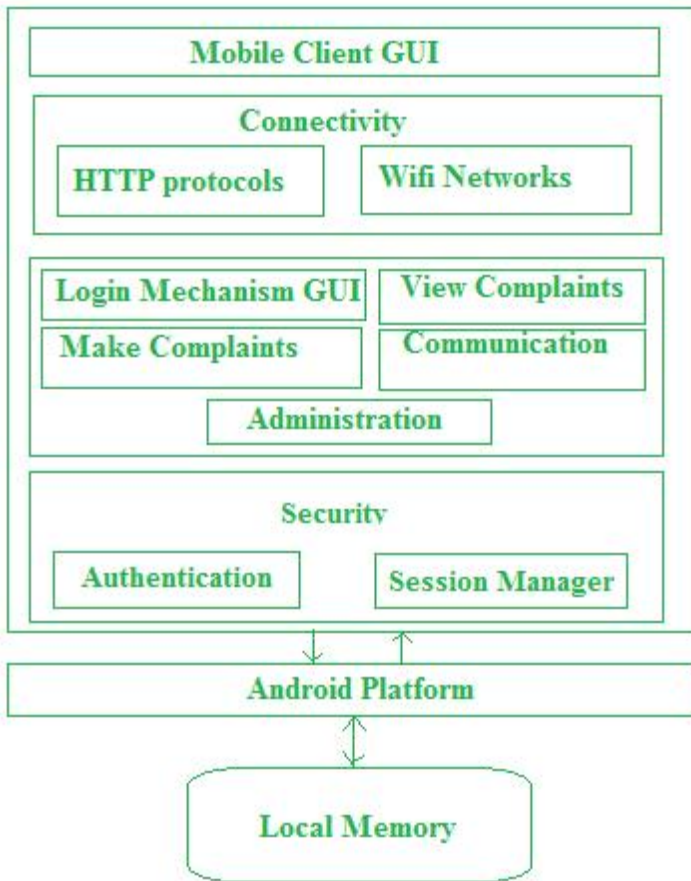 Mobile Client GUI
Connectivity
HTTP protocols
Wifi Networks
Login Mechanism GUI
View Complaints
Make Complaints
Communication
Administration
Security
Authentication
Session Manager
Android Platform
Local Memory